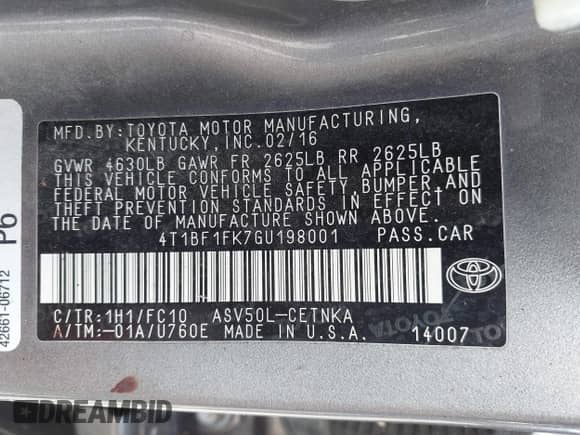 MFD.BY:TOYOTA MOTOR MANUFACTURING,
KENTUCKY,INC.02/16
GVWR 4630LB GAWR FR 2625LB RR 2625LB
THIS VEHICLE CONFORMS TO ALL APPLICABLE
FEDERAL MOTOR VEHICLE SAFETY,BUMPER,AND
THEFT PREVENTION STANDARDS IN EFFECT ON
THE DATE OF MANUFACTURE SHOWN ABOVE.
4T1BF1FK7GU198001 PASS.CAR
C/TR:1H1/FC10 ASV50L-CETNKA
A/TM:-01A/U760E MADE IN U.S.A. 14007
TOYOTA
42661-06712
P6
DREAMBID